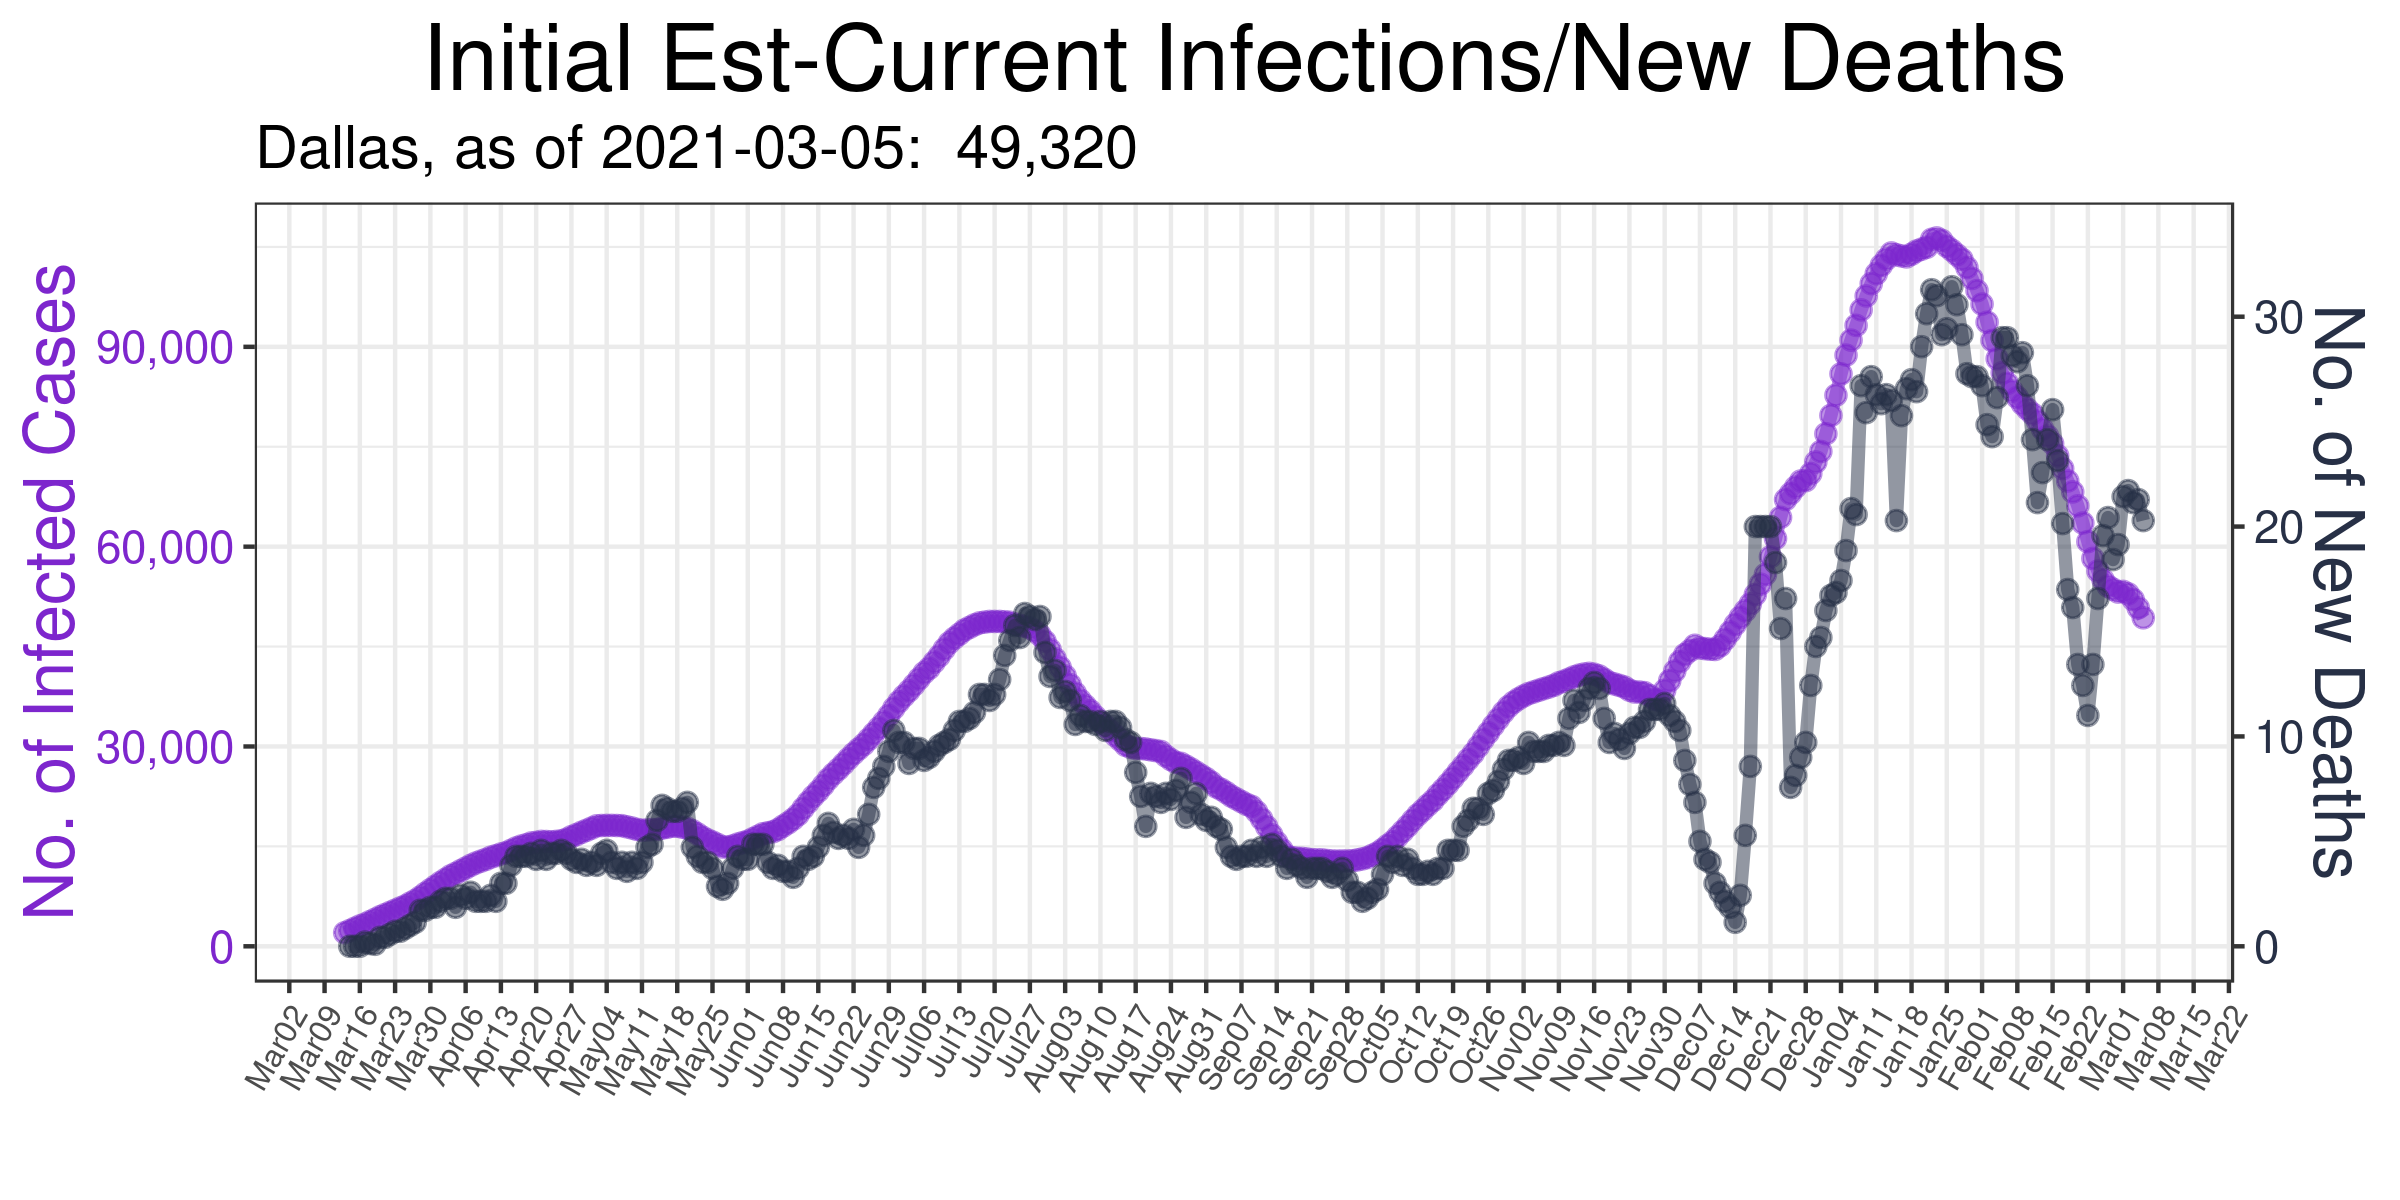 Initial Est-Current Infections/New Deaths
Dallas, as of 2021-03-05:  49,320
No. of Infected Cases
90,000
60,000
30,000
0
30
20
10
0
No. of New Deaths
Mar02
Mar09
Mar16
Mar23
Mar30
Apr06
Apr13
Apr20
Apr27
May04
May11
May18
May25
Jun01
Jun08
Jun15
Jun22
Jun29
Jul06
Jul13
Jul20
Jul27
Aug03
Aug10
Aug17
Aug24
Aug31
Sep07
Sep14
Sep21
Sep28
Oct05
Oct12
Oct19
Oct26
Nov02
Nov09
Nov16
Nov23
Nov30
Dec07
Dec14
Dec21
Dec28
Jan04
Jan11
Jan18
Jan25
Feb01
Feb08
Feb15
Feb22
Mar01
Mar08
Mar15
Mar22